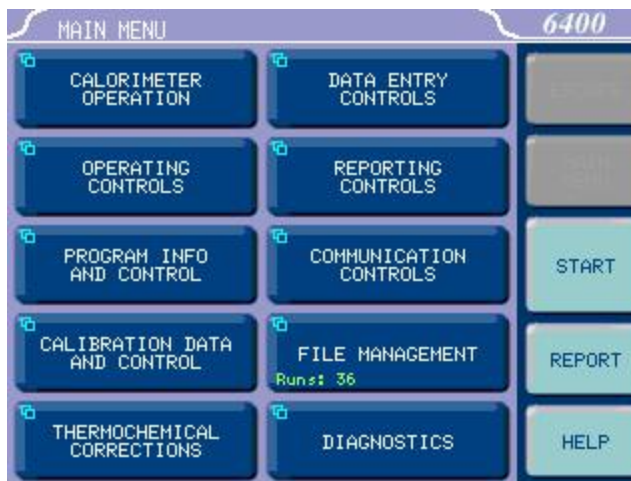 MAIN MENU
6400
CALORIMETER
OPERATION
DATA ENTRY
CONTROLS
OPERATING
CONTROLS
REPORTING
CONTROLS
PROGRAM INFO
AND CONTROL
COMMUNICATION
CONTROLS
START
CALIBRATION DATA
AND CONTROL
FILE MANAGEMENT
Runs: 36
REPORT
THERMOCHEMICAL
CORRECTIONS
DIAGNOSTICS
HELP